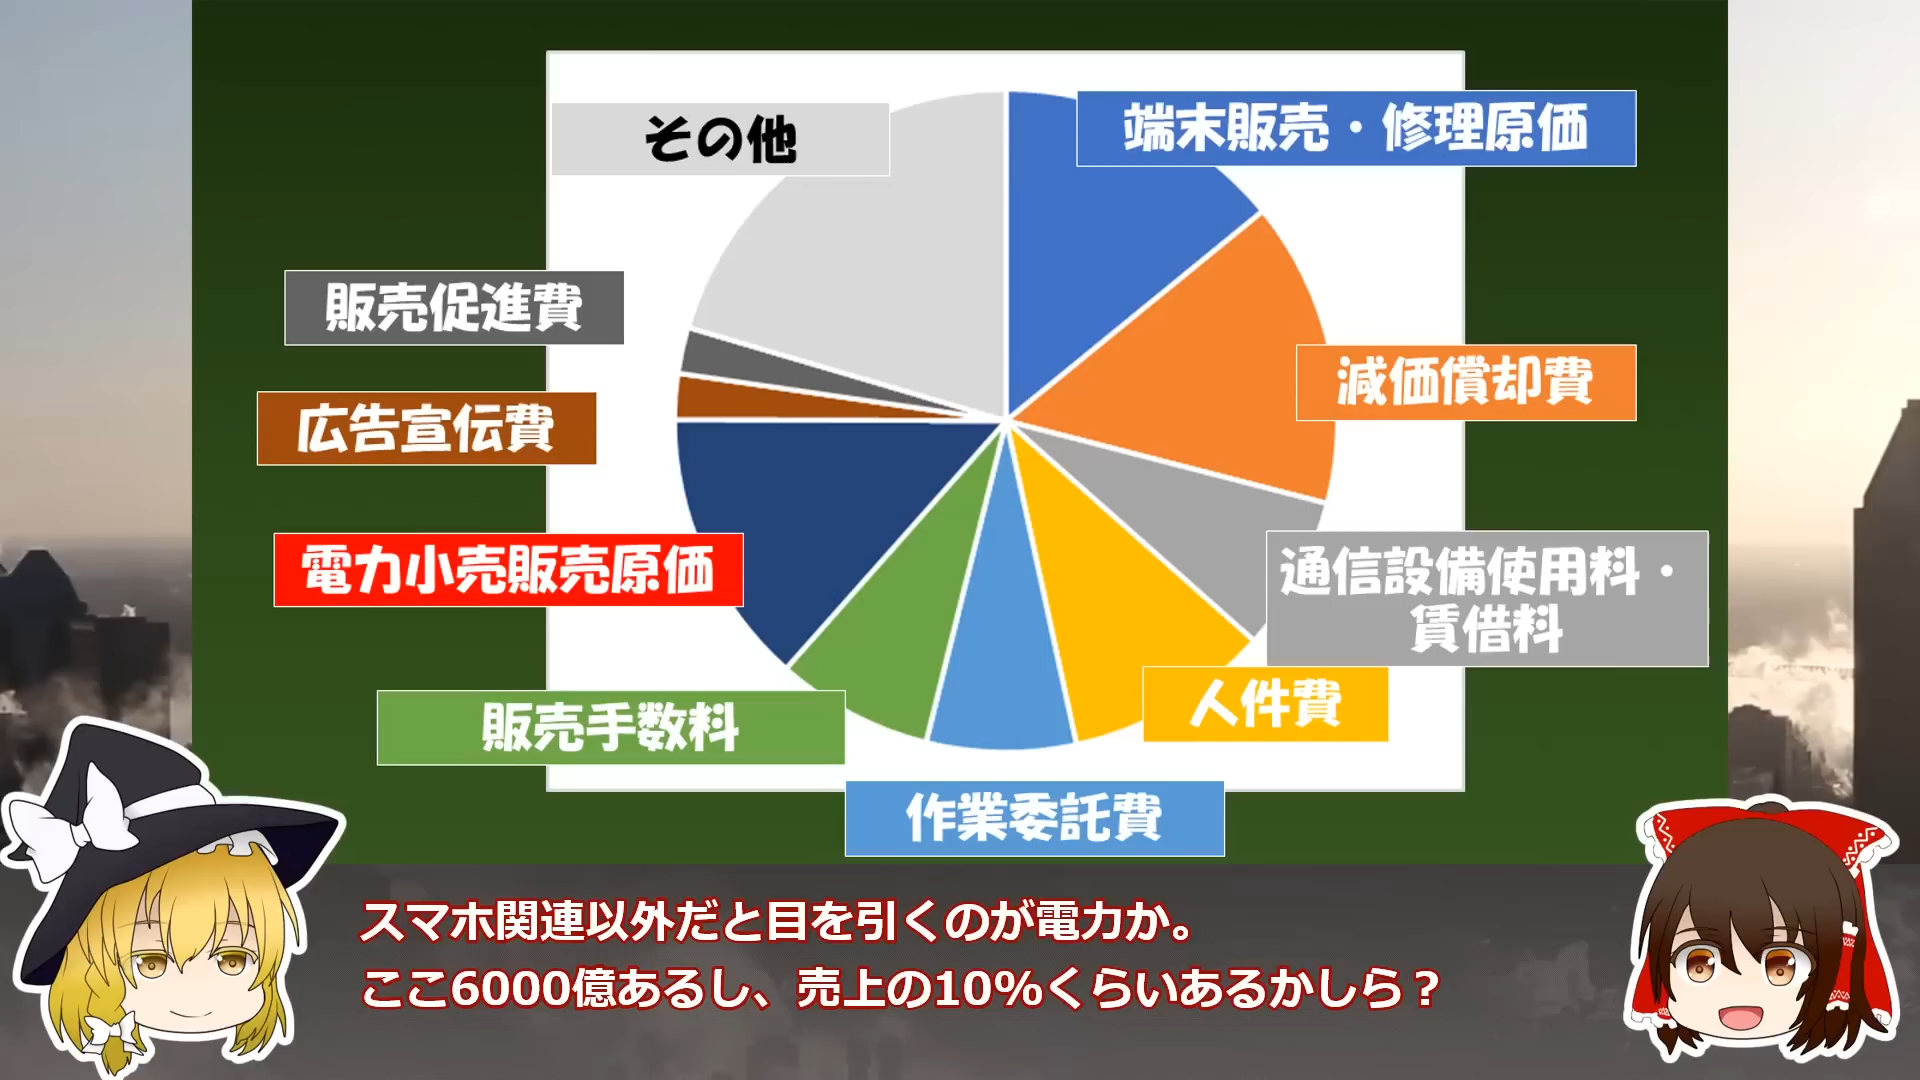 その他
端末販売・修理原価
販売促進費
減価償却費
広告宣伝費
電力小売販売原価
通信設備使用料・
賃借料
人件費
販売手数料
作業委託費
スマホ関連以外だと目を引くのが電力か。
ここ6000億あるし、売上の10%くらいあるかしら？